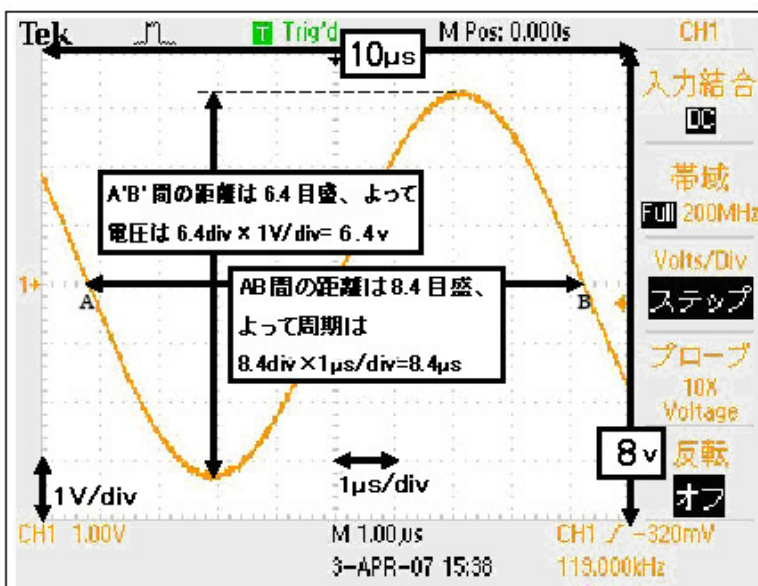 Tek T Trig'd M Pos: 0.000s CH1
10μs
入力結合
DC
帯域
Full 200MHz
A'B' 間の距離は 6.4 目盛、よって
電圧は 6.4div × 1V/div= 6.4v
Volts/Div
ステップ
1
A
B
AB 間の距離は 8.4 目盛、
よって周期は
8.4div×1μs/div=8.4μs
プローブ
10X
Voltage
8v
反転
オフ
1V/div
1μs/div
CH1 1.00V M 1.00μs CH1 / -320mV
3-APR-07 15:38 119.000kHz